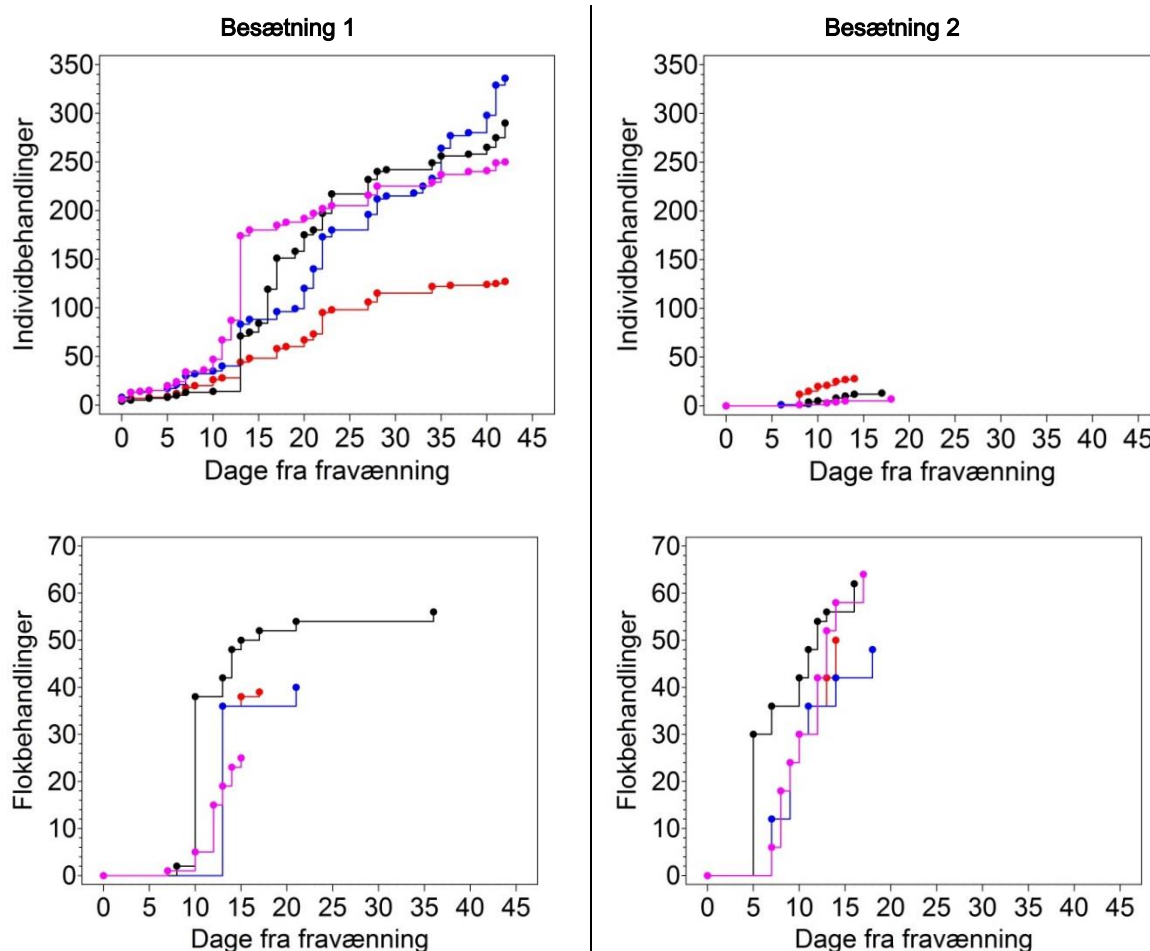 Besætning 1
350
300
250
200
150
100
50
0
Individbehandlinger
0 5 10 15 20 25 30 35 40 45
Dage fra fravænning
Besætning 2
350
300
250
200
150
100
50
0
Individbehandlinger
0 5 10 15 20 25 30 35 40 45
Dage fra fravænning
70
60
50
40
30
20
10
0
Flokbehandlinger
0 5 10 15 20 25 30 35 40 45
Dage fra fravænning
70
60
50
40
30
20
10
0
Flokbehandlinger
0 5 10 15 20 25 30 35 40 45
Dage fra fravænning